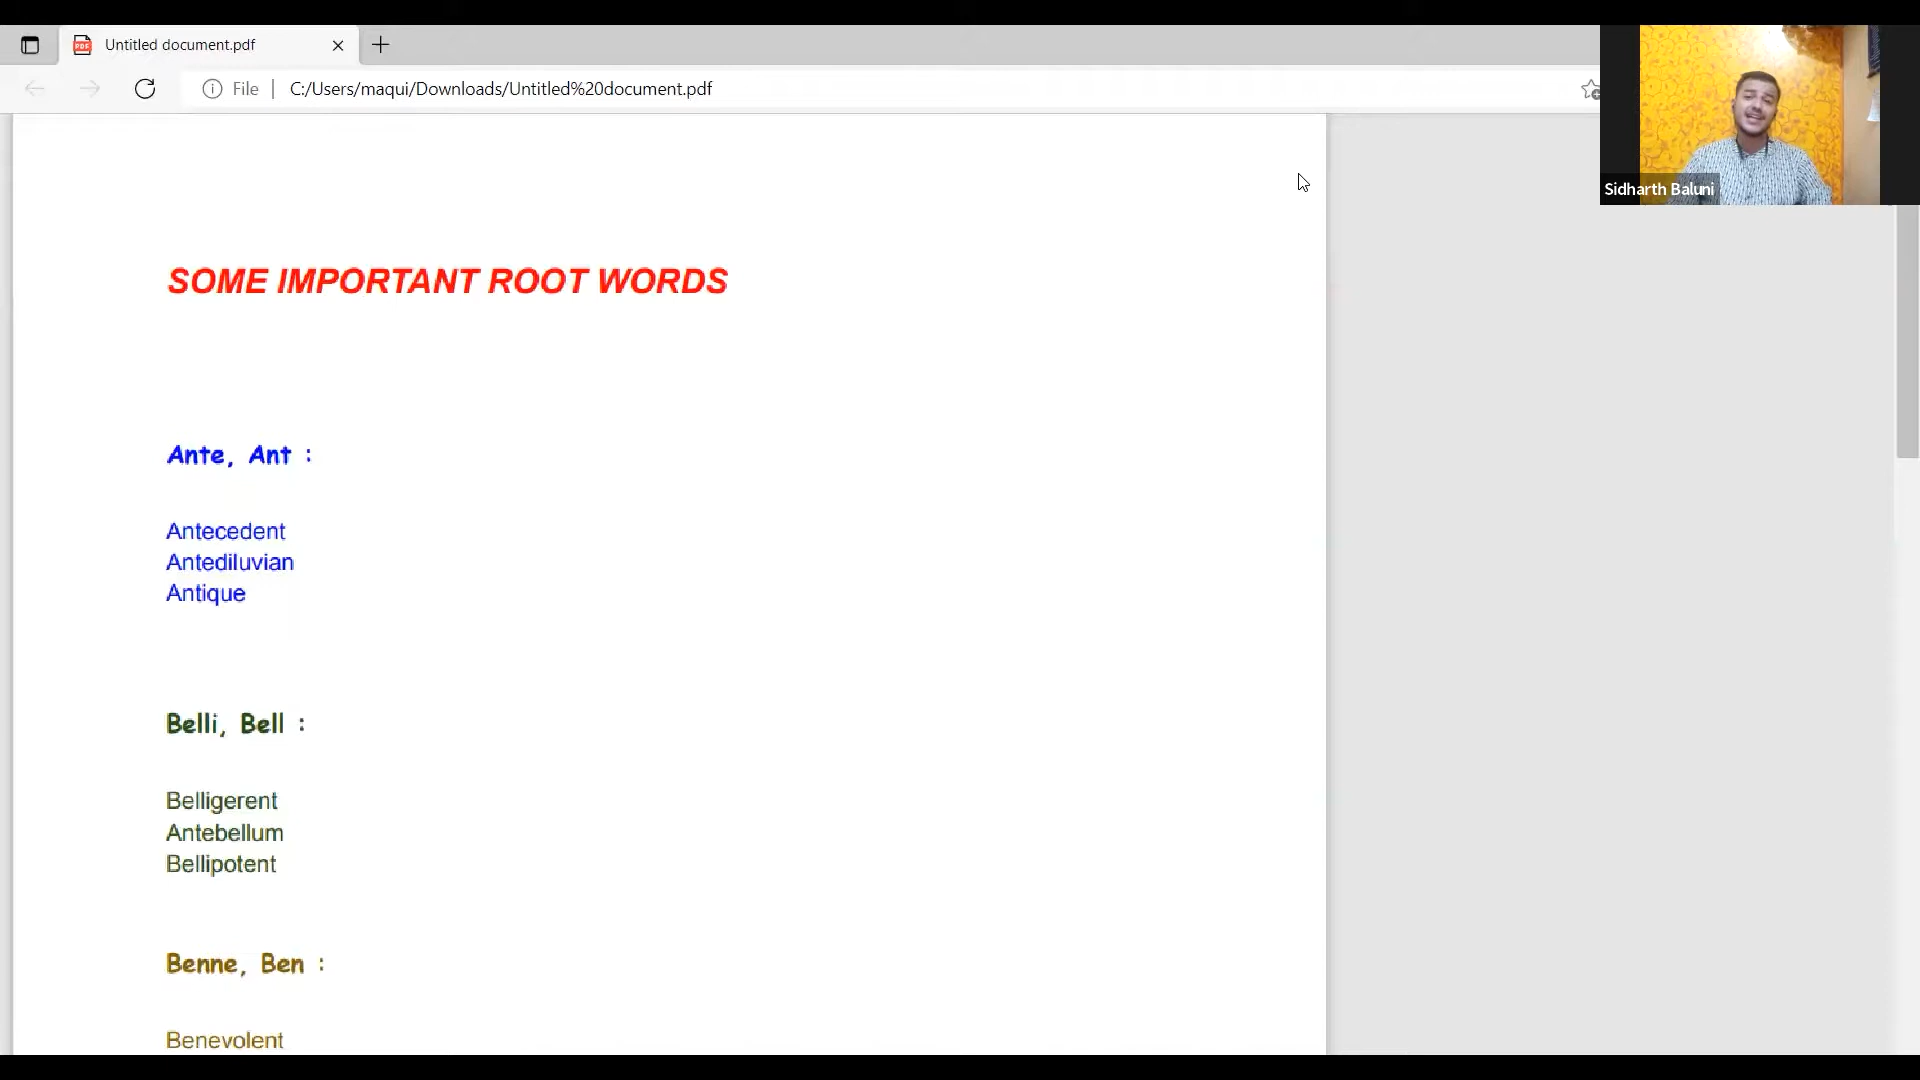 Untitled document.pdf
File
C:/Users/maqui/Downloads/Untitled%20document.pdf
Sidharth Baluni
SOME IMPORTANT ROOT WORDS
Ante, Ant :
Antecedent
Antediluvian
Antique
Belli, Bell :
Belligerent
Antebellum
Bellipotent
Benne, Ben :
Benevolent